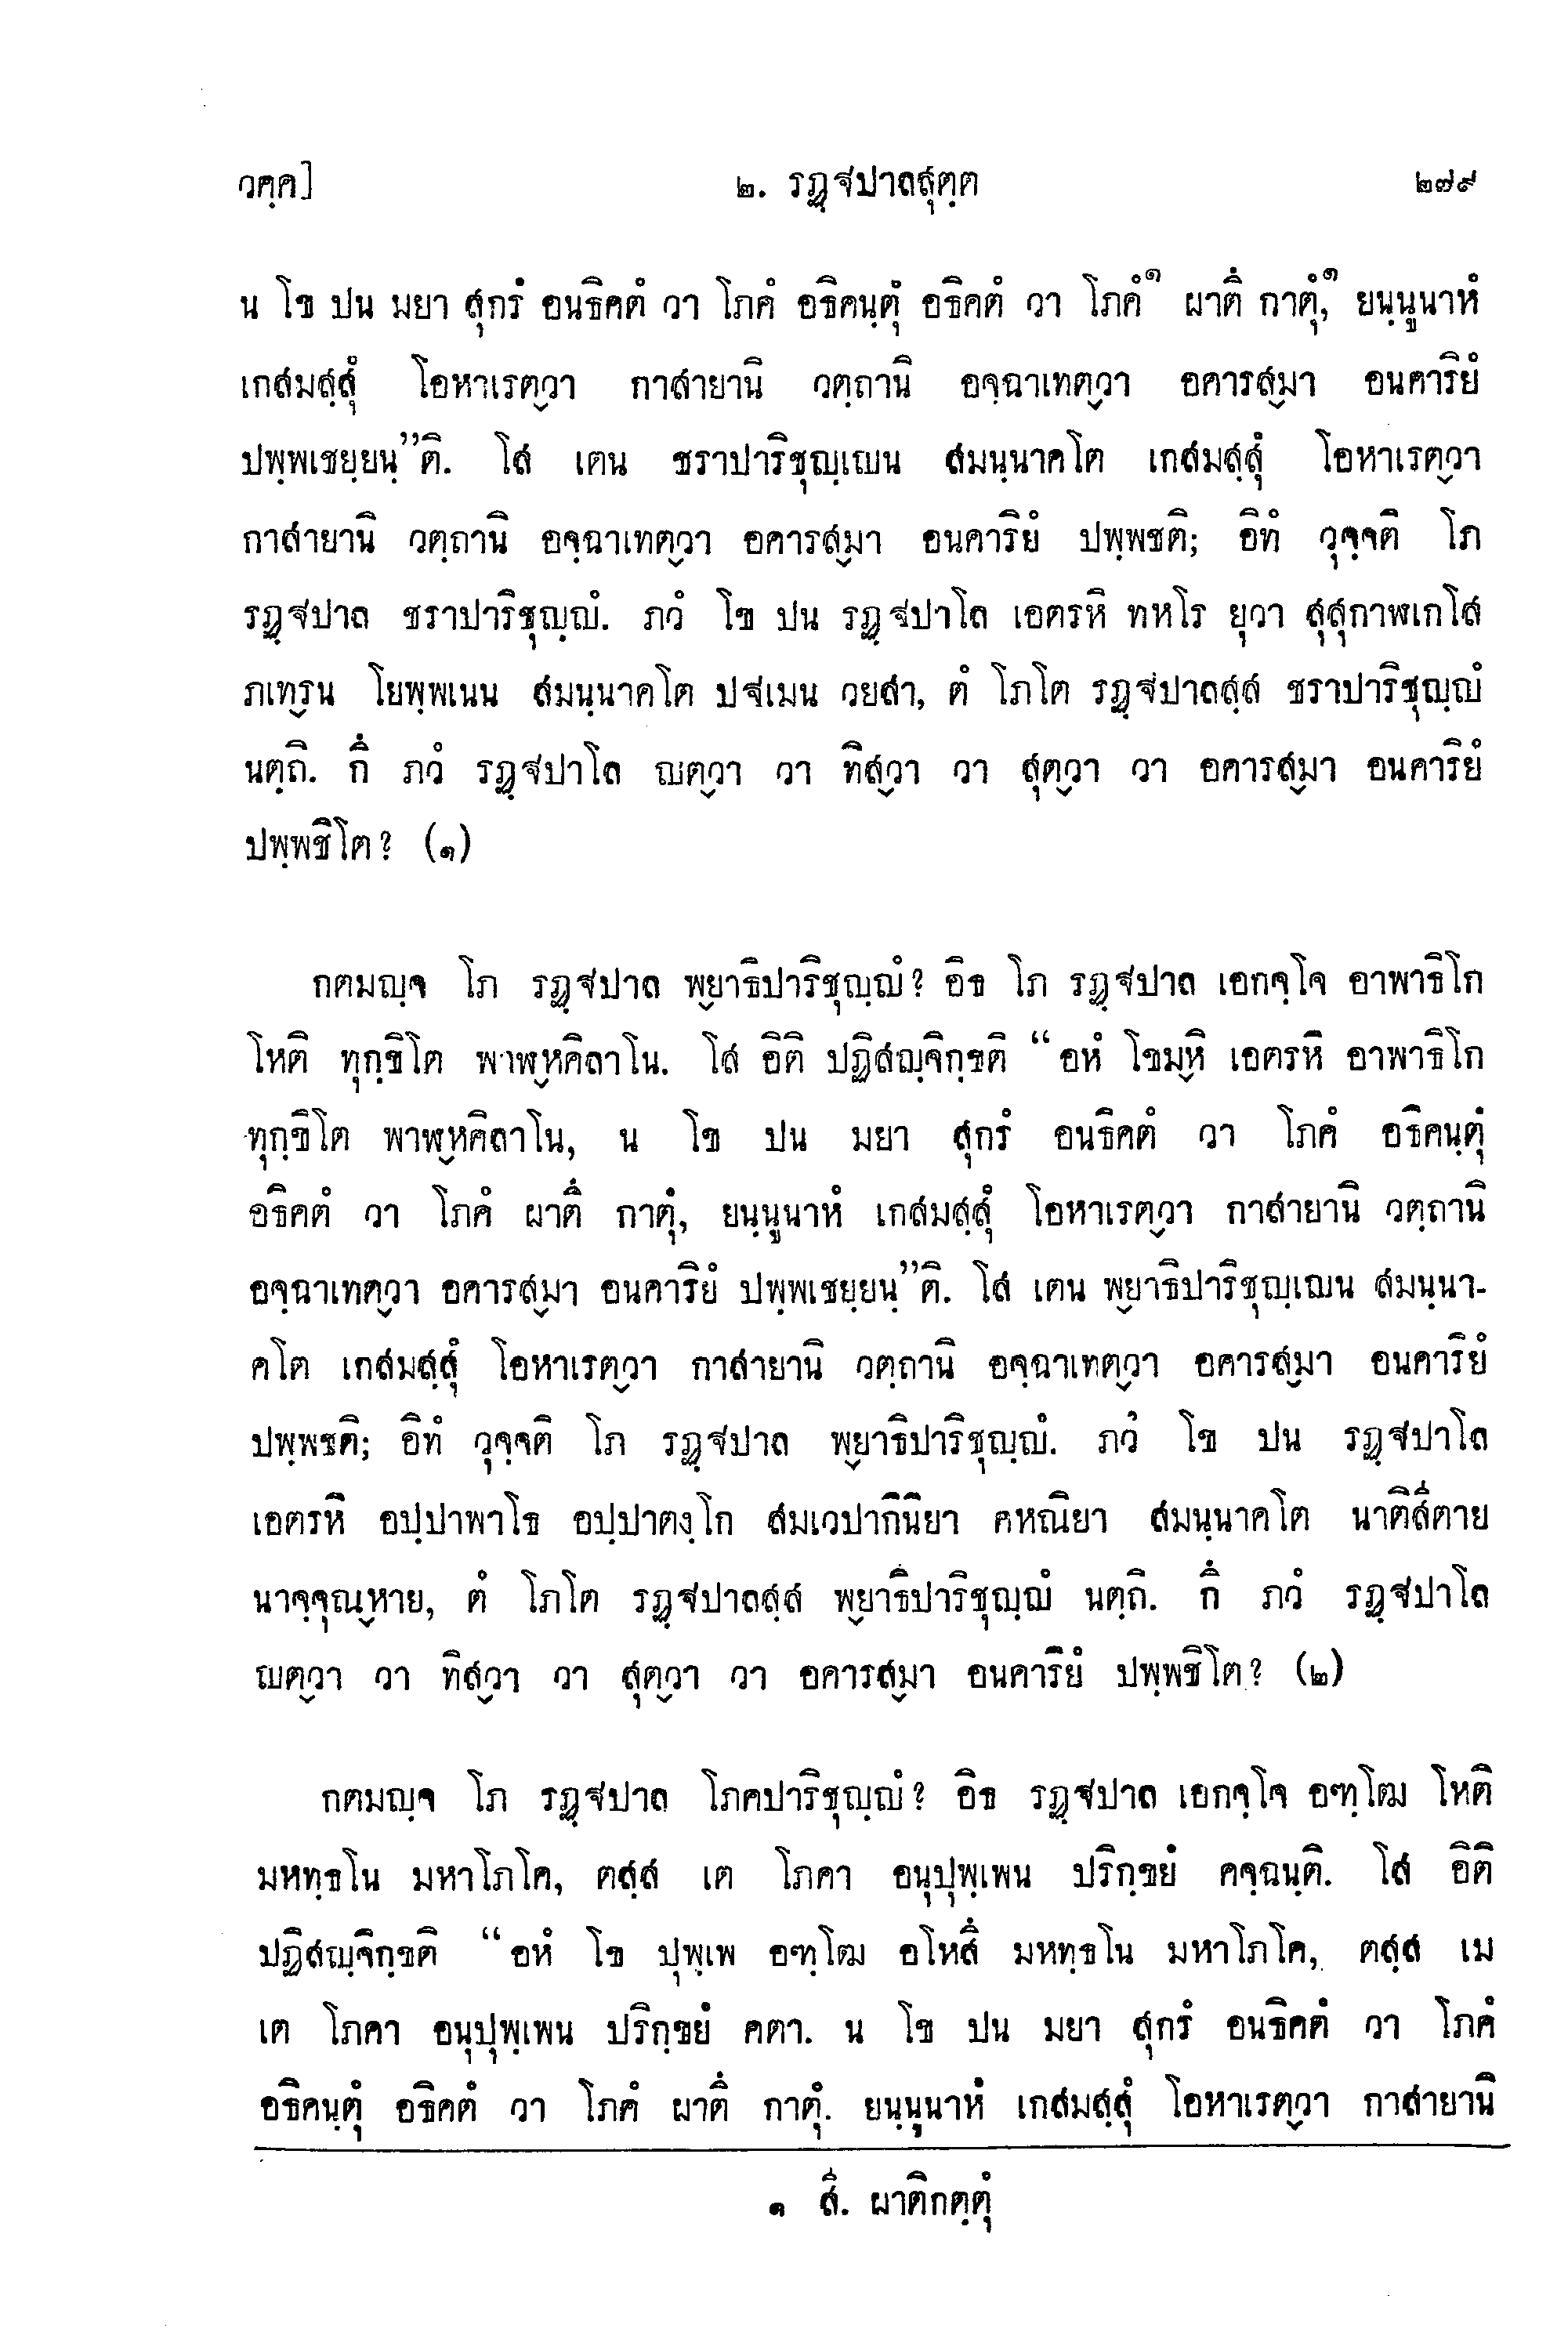 วคฺค]
๒. รฏฺฐปาลสุตฺต
๒๗๙
น โข ปน มยา สุกรํ อนธิคตํ วา โภคํ อธิคนฺตุํ อธิคตํ วา โภคํ๑ ผาตึ กาตุํ,๑ ยนฺนูนาหํ
เกสมสฺสุํ โอหาเรตฺวา กาสายานิ วตฺถานิ อจฺฉาเทตฺวา อคารสฺมา อนคาริยํ
ปพฺพเชยฺยนฺ”ติ. โส เตน ชราปาริชุญฺเญน สมนฺนาคโต เกสมสฺสุํ โอหาเรตฺวา
กาสายานิ วตฺถานิ อจฺฉาเทตฺวา อคารสฺมา อนคาริยํ ปพฺพชติ; อิทํ วุจฺจติ โภ
รฏฺฐปาล ชราปาริชุญฺญํ. ภวํ โข ปน รฏฺฐปาโล เอตรหิ ทหโร ยุวา สุสุกาฬเกโส
ภเทฺรน โยพฺพเนน สมนฺนาคโต ปฐเมน วยสา, ตํ โภโต รฏฺฐปาลสฺส ชราปาริชุญฺญํ
นตฺถิ. กึ ภวํ รฏฺฐปาโล ญตฺวา วา ทิสฺวา วา สุตฺวา วา อคารสฺมา อนคาริยํ
ปพฺพชิโต? (๑)
กตมญฺจ โภ รฏฺฐปาล พฺยาธิปาริชุญฺญํ? อิธ โภ รฏฺฐปาล เอกจฺโจ อาพาธิโก
โหติ ทุกฺขิโต พาฬฺหคิลาโน. โส อิติ ปฏิสญฺจิกฺขติ “อหํ โขมฺหิ เอตรหิ อาพาธิโก
ทุกฺขิโต พาฬฺหคิลาโน, น โข ปน มยา สุกรํ อนธิคตํ วา โภคํ อธิคนฺตุํ
อธิคตํ วา โภคํ ผาตึ กาตุํ, ยนฺนูนาหํ เกสมสฺสุํ โอหาเรตฺวา กาสายานิ วตฺถานิ
อจฺฉาเทตฺวา อคารสฺมา อนคาริยํ ปพฺพเชยฺยนฺ”ติ. โส เตน พฺยาธิปาริชุญฺเญน สมนฺนา-
คโต เกสมสฺสุํ โอหาเรตฺวา กาสายานิ วตฺถานิ อจฺฉาเทตฺวา อคารสฺมา อนคาริยํ
ปพฺพชติ; อิทํ วุจฺจติ โภ รฏฺฐปาล พฺยาธิปาริชุญฺญํ. ภวํ โข ปน รฏฺฐปาโล
เอตรหิ อปฺปาพาโธ อปฺปาตงฺโก สมเวปากินิยา คหณิยา สมนฺนาคโต นาติสีตาย
นาจฺจุณฺหาย, ตํ โภโต รฏฺฐปาลสฺส พฺยาธิปาริชุญฺญํ นตฺถิ. กึ ภวํ รฏฺฐปาโล
ญตฺวา วา ทิสฺวา วา สุตฺวา วา อคารสฺมา อนคาริยํ ปพฺพชิโต? (๒)
กตมญฺจ โภ รฏฺฐปาล โภคปาริชุญฺญํ? อิธ รฏฺฐปาล เอกจฺโจ อฑฺโฒ โหติ
มหทฺธโน มหาโภโค, ตสฺส เต โภคา อนุปุพฺเพน ปริกฺขยํ คจฺฉนฺติ. โส อิติ
ปฏิสญฺจิกฺขติ “อหํ โข ปุพฺเพ อฑฺโฒ อโหสึ มหทฺธโน มหาโภโค, ตสฺส เม
เต โภคา อนุปุพฺเพน ปริกฺขยํ คตา. น โข ปน มยา สุกรํ อนธิคตํ วา โภคํ
อธิคนฺตุํ อธิคตํ วา โภคํ ผาตึ กาตุํ. ยนฺนูนาหํ เกสมสฺสุํ โอหาเรตฺวา กาสายานิ
๑ สี. ผาติกตฺตุํ